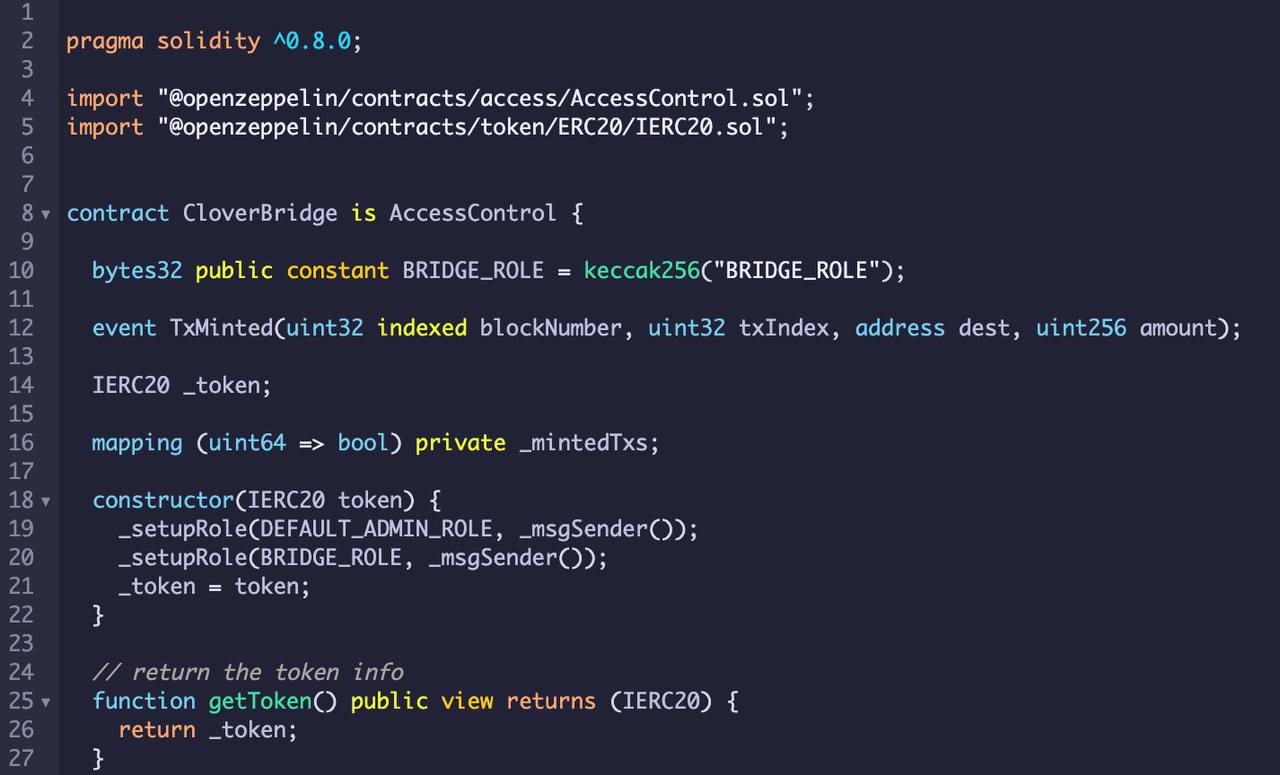 1
2 pragma solidity ^0.8.0;
3
4 import "@openzeppelin/contracts/access/AccessControl.sol";
5 import "@openzeppelin/contracts/token/ERC20/IERC20.sol";
6
7
8 contract CloverBridge is AccessControl {
9
10   bytes32 public constant BRIDGE_ROLE = keccak256("BRIDGE_ROLE");
11
12   event TxMinted(uint32 indexed blockNumber, uint32 txIndex, address dest, uint256 amount);
13
14   IERC20 _token;
15
16   mapping (uint64 => bool) private _mintedTxs;
17
18   constructor(IERC20 token) {
19     _setupRole(DEFAULT_ADMIN_ROLE, _msgSender());
20     _setupRole(BRIDGE_ROLE, _msgSender());
21     _token = token;
22   }
23
24   // return the token info
25   function getToken() public view returns (IERC20) {
26     return _token;
27   }